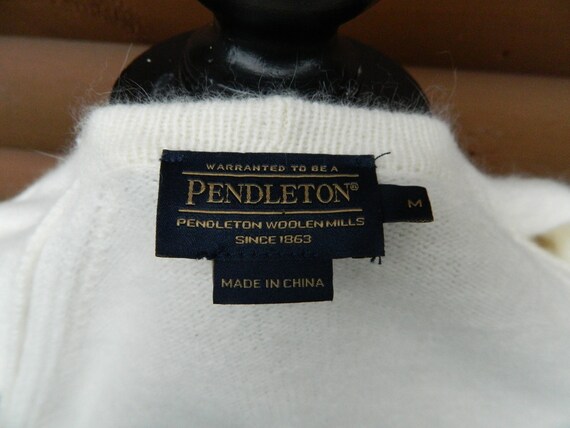 WARRANTED TO BE A
PENDLETON®
PENDLETON WOOLEN MILLS
SINCE 1863
M
MADE IN CHINA